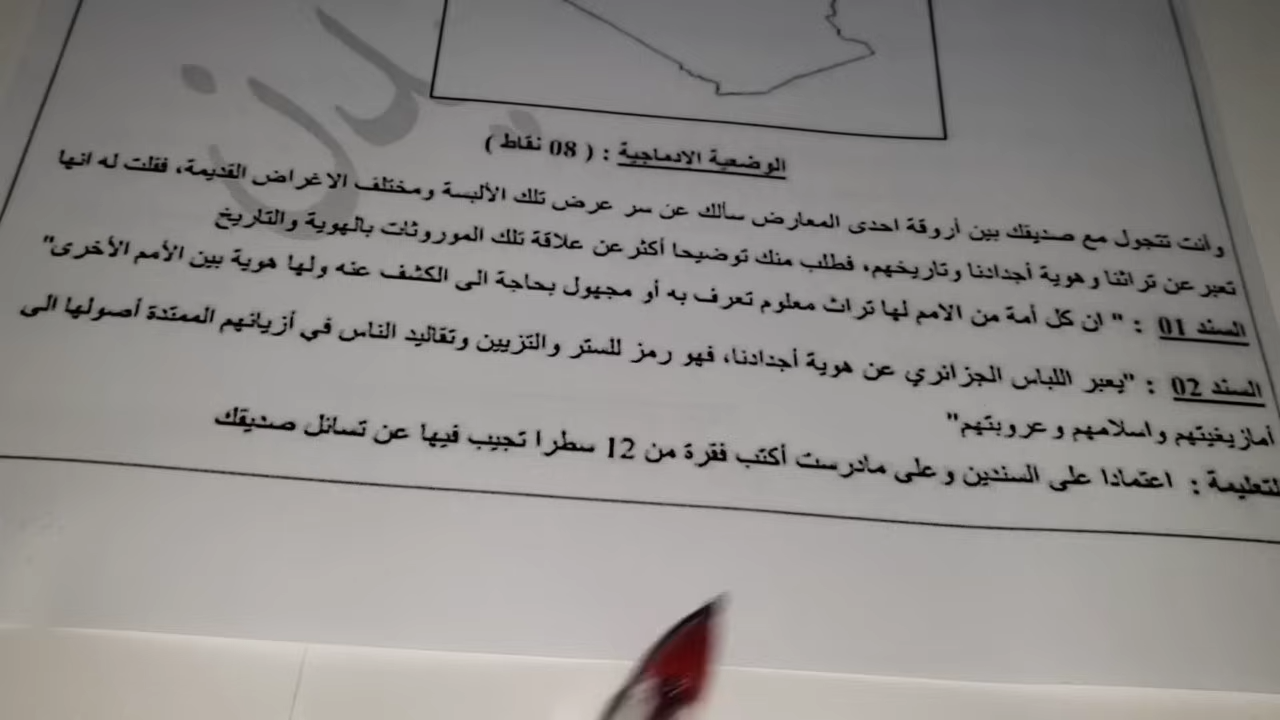 الوضعية الادماجية : ( 08 نقاط )
وأنت تتجول مع صديقك بين أروقة احدى المعارض سألك عن سر عرض تلك الألبسة ومختلف الاغراض القديمة، فقلت له انها
تعبر عن تراثنا وهوية أجدادنا وتاريخهم، فطلب منك توضيحا أكثر عن علاقة تلك الموروثات بالهوية والتاريخ
السند 01 : " ان كل أمة من الامم لها تراث معلوم تعرف به أو مجهول بحاجة الى الكشف عنه ولها هوية بين الأمم الأخرى"
السند 02 : "يعبر اللباس الجزائري عن هوية أجدادنا، فهو رمز للستر والتزيين وتقاليد الناس في أزيائهم الممتدة أصولها الى
أمازيغيتهم واسلامهم وعروبتهم"
لتعليمة : اعتمادا على السندين وعلى مادرست أكتب فقرة من 12 سطرا تجيب فيها عن تسائل صديقك